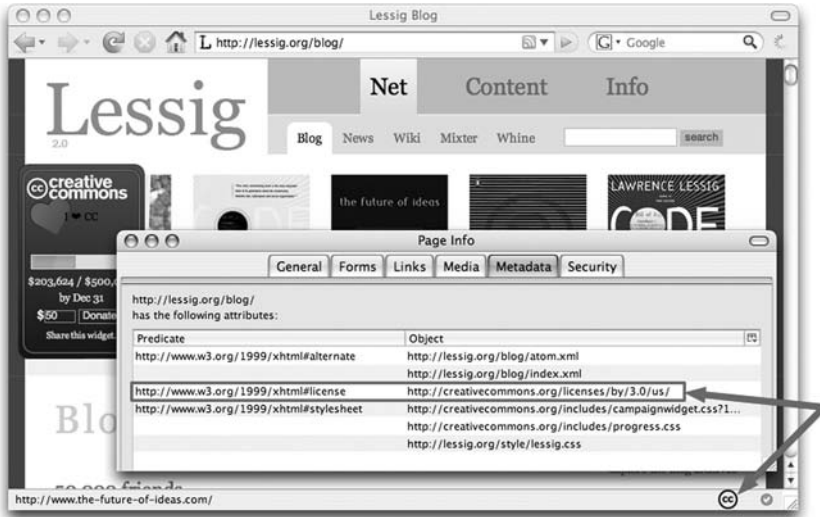 Lessig Blog
L http://lessig.org/blog/
G Google
Lessig
2.0
Net Content Info
Blog News Wiki Mixter Whine search
cc creative commons
I ♥ CC
the future of ideas
LAWRENCE LESSIG
CODE
Page Info
General Forms Links Media Metadata Security
$203,624 / $500,
by Dec 31
$50 Donate
Share this widget
http://lessig.org/blog/
has the following attributes:
Predicate Object
http://www.w3.org/1999/xhtml#alternate http://lessig.org/blog/atom.xml
http://lessig.org/blog/index.xml
http://www.w3.org/1999/xhtml#license http://creativecommons.org/licenses/by/3.0/us/
http://www.w3.org/1999/xhtml#stylesheet http://creativecommons.org/includes/campaignwidget.css?1...
http://creativecommons.org/includes/progress.css
http://lessig.org/style/lessig.css
Blo
50,000 friends
http://www.the-future-of-ideas.com/ cc